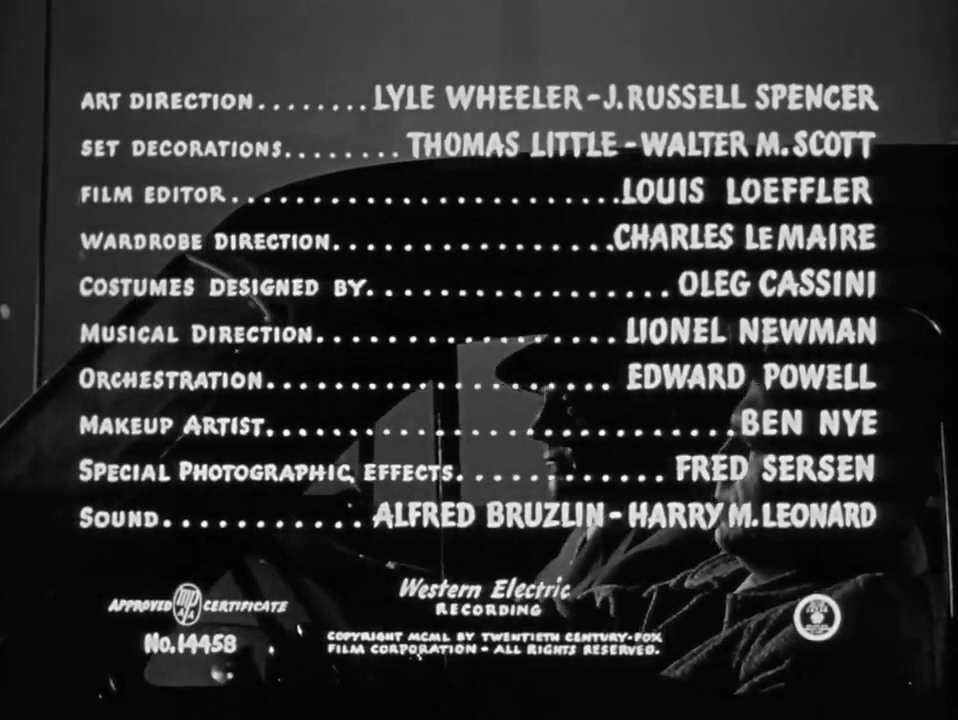 ART DIRECTION........LYLE WHEELER-J.RUSSELL SPENCER
SET DECORATIONS........THOMAS LITTLE-WALTER M.SCOTT
FILM EDITOR........................LOUIS LOEFFLER
WARDROBE DIRECTION.................CHARLES LEMAIRE
COSTUMES DESIGNED BY..................OLEG CASSINI
MUSICAL DIRECTION.................LIONEL NEWMAN
ORCHESTRATION.....................EDWARD POWELL
MAKEUP ARTIST............................BEN NYE
SPECIAL PHOTOGRAPHIC EFFECTS............FRED SERSEN
SOUND............ALFRED BRUZLIN-HARRY M.LEONARD
APPROVED MPAA CERTIFICATE
No.14458
Western Electric
RECORDING
COPYRIGHT MCML BY TWENTIETH CENTURY-FOX
FILM CORPORATION - ALL RIGHTS RESERVED.